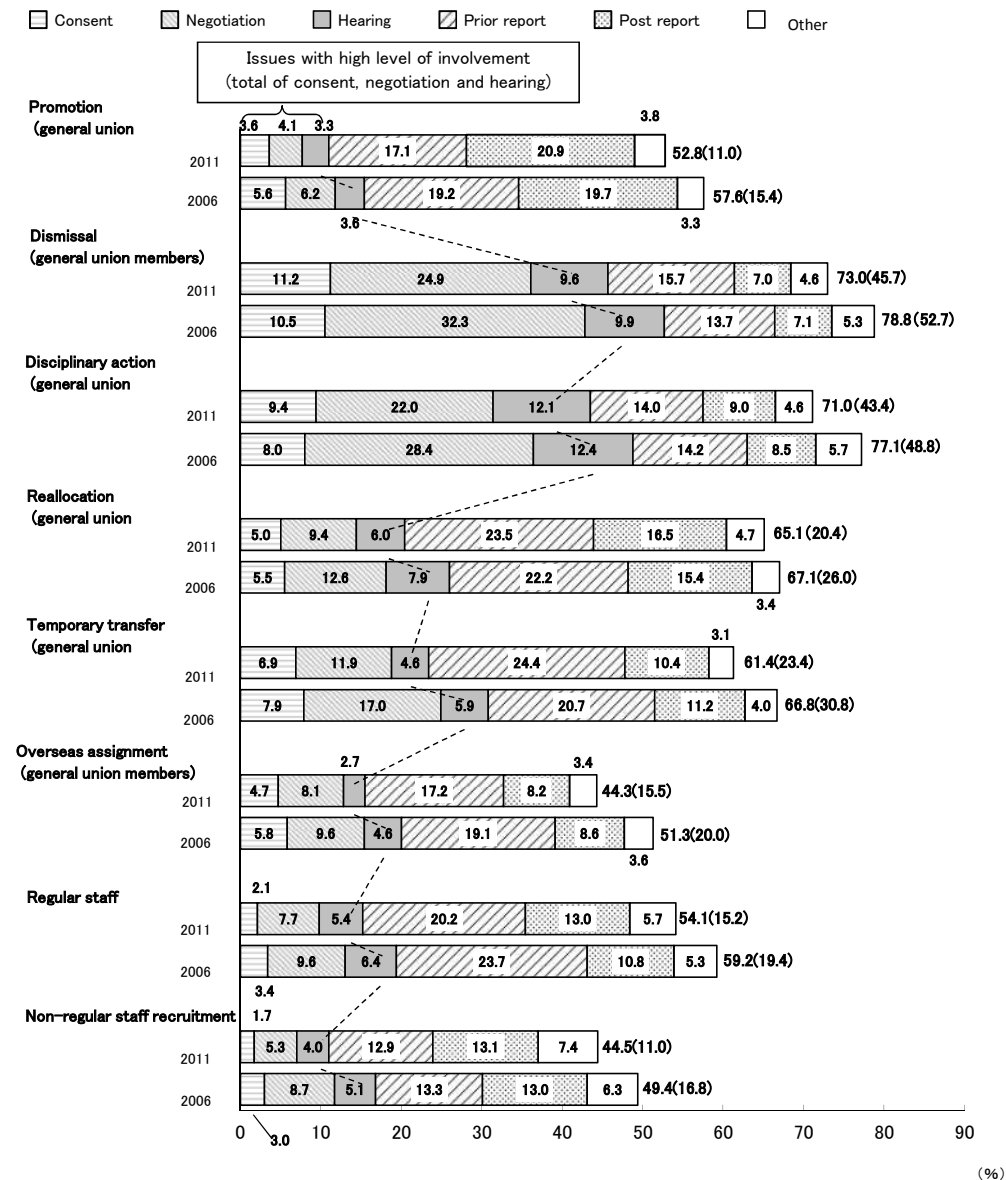 Consent Negotiation Hearing Prior report Post report Other
Issues with high level of involvement
(total of consent, negotiation and hearing)
Promotion
(general union
3.6 4.1 3.3 3.8
2011 17.1 20.9 52.8(11.0)
2006 5.6 6.2 19.2 19.7 57.6(15.4)
3.6 3.3
Dismissal
(general union members)
2011 11.2 24.9 9.6 15.7 7.0 4.6 73.0(45.7)
2006 10.5 32.3 9.9 13.7 7.1 5.3 78.8(52.7)
Disciplinary action
(general union
2011 9.4 22.0 12.1 14.0 9.0 4.6 71.0(43.4)
2006 8.0 28.4 12.4 14.2 8.5 5.7 77.1(48.8)
Reallocation
(general union
2011 5.0 9.4 6.0 23.5 16.5 4.7 65.1(20.4)
2006 5.5 12.6 7.9 22.2 15.4 67.1(26.0)
3.4
Temporary transfer
(general union
3.1
2011 6.9 11.9 4.6 24.4 10.4 61.4(23.4)
2006 7.9 17.0 5.9 20.7 11.2 4.0 66.8(30.8)
Overseas assignment
(general union members)
2.7 3.4
2011 4.7 8.1 17.2 8.2 44.3(15.5)
2006 5.8 9.6 4.6 19.1 8.6 51.3(20.0)
3.6
Regular staff
2.1
2011 7.7 5.4 20.2 13.0 5.7 54.1(15.2)
2006 9.6 6.4 23.7 10.8 5.3 59.2(19.4)
3.4
Non-regular staff recruitment 1.7
2011 5.3 4.0 12.9 13.1 7.4 44.5(11.0)
2006 8.7 5.1 13.3 13.0 6.3 49.4(16.8)
3.0
0 10 20 30 40 50 60 70 80 90
(%)